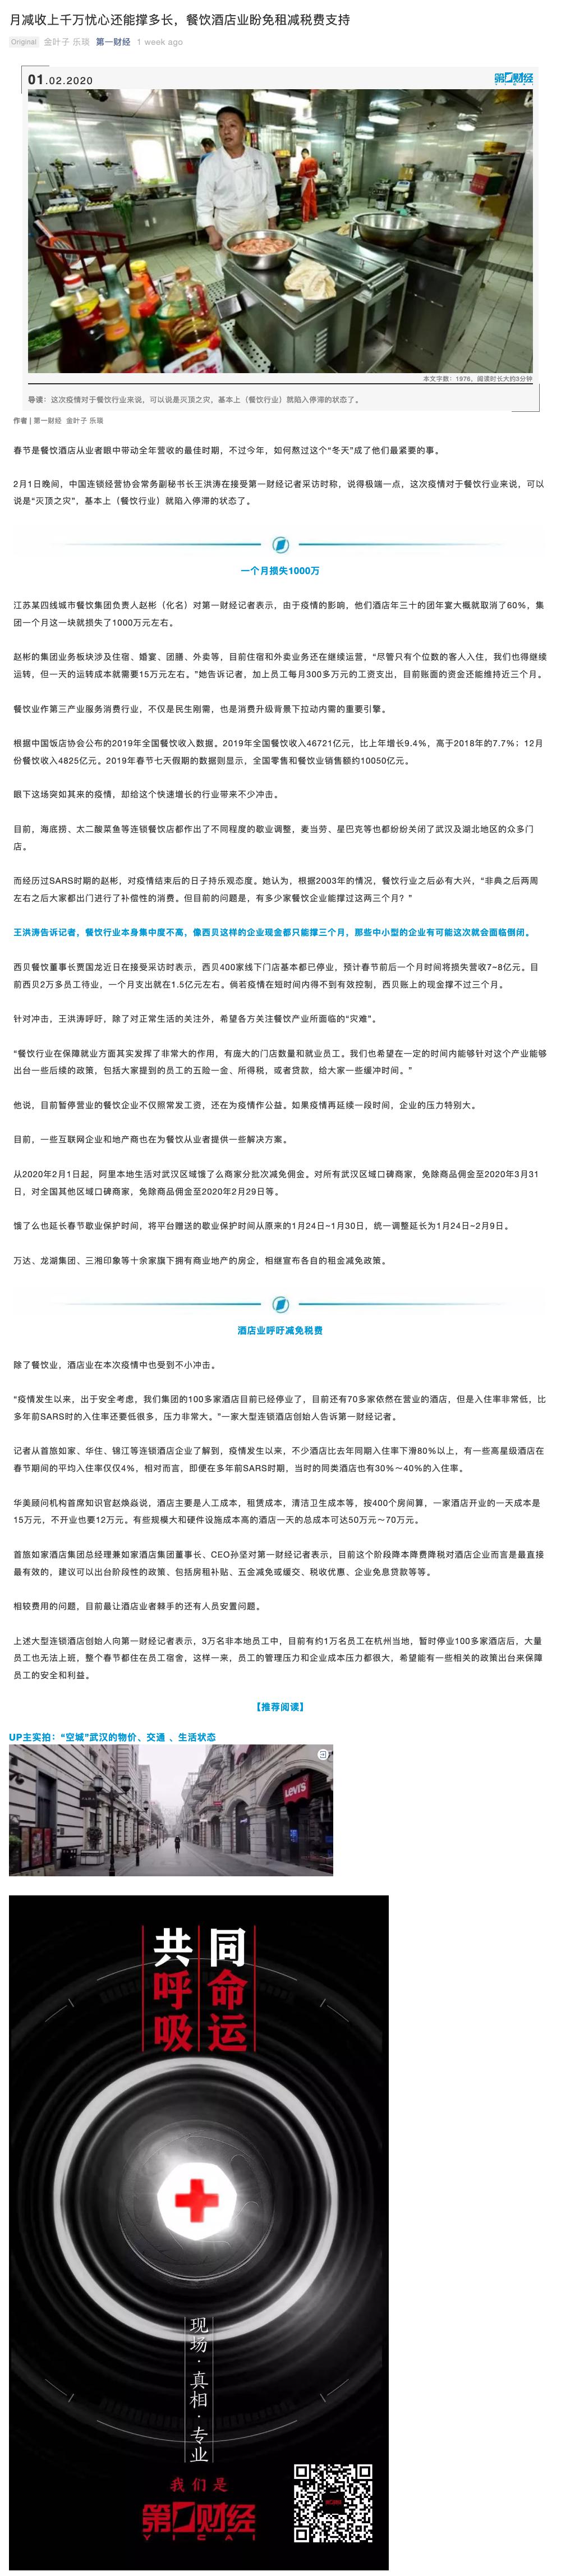 月减收上千万忧心还能撑多长，餐饮酒店业盼免租减税费支持
Original 金叶子 乐琰 第一财经 1 week ago
01.02.2020
第一财经
YICAI
本文字数：1976，阅读时长大约3分钟
导读：这次疫情对于餐饮行业来说，可以说是灭顶之灾，基本上（餐饮行业）就陷入停滞的状态了。
作者 | 第一财经 金叶子 乐琰
春节是餐饮酒店从业者眼中带动全年营收的最佳时期，不过今年，如何熬过这个“冬天”成了他们最紧要的事。
2月1日晚间，中国连锁经营协会常务副秘书长王洪涛在接受第一财经记者采访时称，说得极端一点，这次疫情对于餐饮行业来说，可以
说是“灭顶之灾”，基本上（餐饮行业）就陷入停滞的状态了。
一个月损失1000万
江苏某四线城市餐饮集团负责人赵彬（化名）对第一财经记者表示，由于疫情的影响，他们酒店年三十的团年宴大概就取消了60%，集
团一个月这一块就损失了1000万元左右。
赵彬的集团业务板块涉及住宿、婚宴、团膳、外卖等，目前住宿和外卖业务还在继续运营，“尽管只有个位数的客人入住，我们也得继续
运转，但一天的运转成本就需要15万元左右。”她告诉记者，加上员工每月300多万元的工资支出，目前账面的资金还能维持近三个月。
餐饮业作第三产业服务消费行业，不仅是民生刚需，也是消费升级背景下拉动内需的重要引擎。
根据中国饭店协会公布的2019年全国餐饮收入数据。2019年全国餐饮收入46721亿元，比上年增长9.4%，高于2018年的7.7%；12月
份餐饮收入4825亿元。2019年春节七天假期的数据则显示，全国零售和餐饮业销售额约10050亿元。
眼下这场突如其来的疫情，却给这个快速增长的行业带来不少冲击。
目前，海底捞、太二酸菜鱼等连锁餐饮店都作出了不同程度的歇业调整，麦当劳、星巴克等也都纷纷关闭了武汉及湖北地区的众多门
店。
而经历过SARS时期的赵彬，对疫情结束后的日子持乐观态度。她认为，根据2003年的情况，餐饮行业之后必有大兴，“非典之后两周
左右之后大家都出门进行了补偿性的消费。但目前的问题是，有多少家餐饮企业能撑过这两三个月？”
王洪涛告诉记者，餐饮行业本身集中度不高，像西贝这样的企业现金都只能撑三个月，那些中小型的企业有可能这次就会面临倒闭。
西贝餐饮董事长贾国龙近日在接受采访时表示，西贝400家线下门店基本都已停业，预计春节前后一个月时间将损失营收7~8亿元。目
前西贝2万多员工待业，一个月支出就在1.5亿元左右。倘若疫情在短时间内得不到有效控制，西贝账上的现金撑不过三个月。
针对冲击，王洪涛呼吁，除了对正常生活的关注外，希望各方关注餐饮产业所面临的“灾难”。
“餐饮行业在保障就业方面其实发挥了非常大的作用，有庞大的门店数量和就业员工。我们也希望在一定的时间内能够针对这个产业能够
出台一些后续的政策，包括大家提到的员工的五险一金、所得税，或者贷款，给大家一些缓冲时间。”
他说，目前暂停营业的餐饮企业不仅照常发工资，还在为疫情作公益。如果疫情再延续一段时间，企业的压力特别大。
目前，一些互联网企业和地产商也在为餐饮从业者提供一些解决方案。
从2020年2月1日起，阿里本地生活对武汉区域饿了么商家分批次减免佣金。对所有武汉区域口碑商家，免除商品佣金至2020年3月31
日，对全国其他区域口碑商家，免除商品佣金至2020年2月29日等。
饿了么也延长春节歇业保护时间，将平台赠送的歇业保护时间从原来的1月24日~1月30日，统一调整延长为1月24日~2月9日。
万达、龙湖集团、三湘印象等十余家旗下拥有商业地产的房企，相继宣布各自的租金减免政策。
酒店业呼吁减免税费
除了餐饮业，酒店业在本次疫情中也受到不小冲击。
“疫情发生以来，出于安全考虑，我们集团的100多家酒店目前已经停业了，目前还有70多家依然在营业的酒店，但是入住率非常低，比
多年前SARS时的入住率还要低很多，压力非常大。”一家大型连锁酒店创始人告诉第一财经记者。
记者从首旅如家、华住、锦江等连锁酒店企业了解到，疫情发生以来，不少酒店比去年同期入住率下滑80%以上，有一些高星级酒店在
春节期间的平均入住率仅仅4%，相对而言，即便在多年前SARS时期，当时的同类酒店也有30%～40%的入住率。
华美顾问机构首席知识官赵焕焱说，酒店主要是人工成本，租赁成本，清洁卫生成本等，按400个房间算，一家酒店开业的一天成本是
15万元，不开业也要12万元。有些规模大和硬件设施成本高的酒店一天的总成本可达50万元～70万元。
首旅如家酒店集团总经理兼如家酒店集团董事长、CEO孙坚对第一财经记者表示，目前这个阶段降本降费降税对酒店企业而言是最直接
最有效的，建议可以出台阶段性的政策、包括房租补贴、五金减免或缓交、税收优惠、企业免息贷款等等。
相较费用的问题，目前最让酒店业者棘手的还有人员安置问题。
上述大型连锁酒店创始人向第一财经记者表示，3万名非本地员工中，目前有约1万名员工在杭州当地，暂时停业100多家酒店后，大量
员工也无法上班，整个春节都住在员工宿舍，这样一来，员工的管理压力和企业成本压力都很大，希望能有一些相关的政策出台来保障
员工的安全和利益。
【推荐阅读】
UP主实拍：“空城”武汉的物价、交通 、生活状态
LEVI'S
共同
呼命
吸运
现场·真相·专业
我们是
第一财经
YICAI